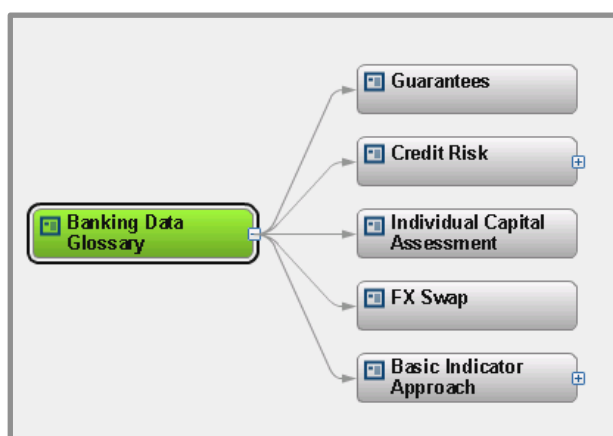 Guarantees
Credit Risk
Banking Data
Glossary
Individual Capital
Assessment
FX Swap
Basic Indicator
Approach